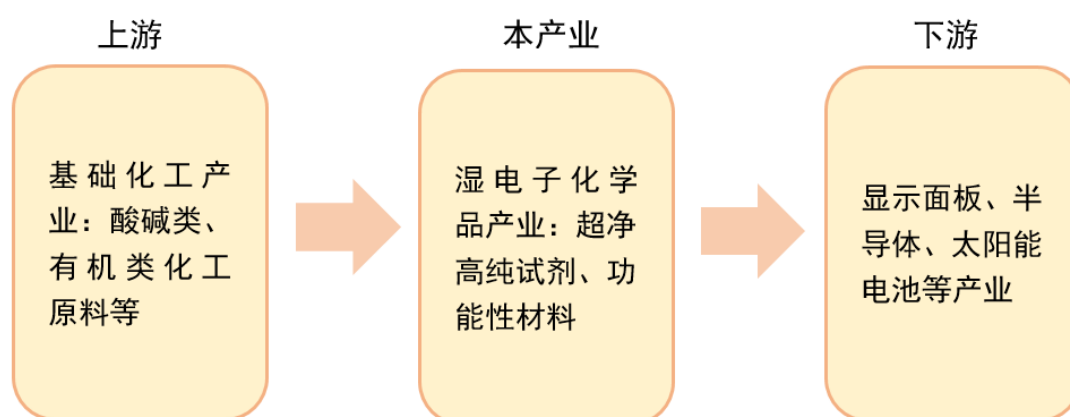 上游
本产业
下游
基础化工产
业：酸碱类、
有机类化工
原料等
湿电子化学
品产业：超净
高纯试剂、功
能性材料
显示面板、半
导体、太阳能
电池等产业